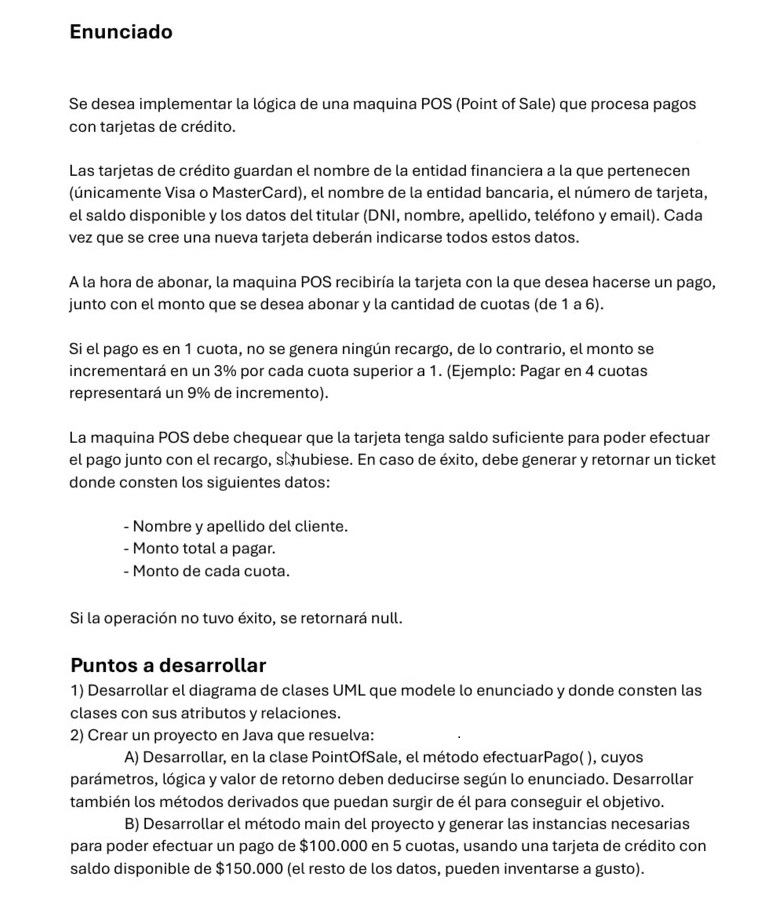 Enunciado
Se desea implementar la lógica de una maquina POS (Point of Sale) que procesa pagos
con tarjetas de crédito.
Las tarjetas de crédito guardan el nombre de la entidad financiera a la que pertenecen
(únicamente Visa o MasterCard), el nombre de la entidad bancaria, el número de tarjeta,
el saldo disponible y los datos del titular (DNI, nombre, apellido, teléfono y email). Cada
vez que se cree una nueva tarjeta deberán indicarse todos estos datos.
A la hora de abonar, la maquina POS recibiría la tarjeta con la que desea hacerse un pago,
junto con el monto que se desea abonar y la cantidad de cuotas (de 1 a 6).
Si el pago es en 1 cuota, no se genera ningún recargo, de lo contrario, el monto se
incrementará en un 3% por cada cuota superior a 1. (Ejemplo: Pagar en 4 cuotas
representará un 9% de incremento).
La maquina POS debe chequear que la tarjeta tenga saldo suficiente para poder efectuar
el pago junto con el recargo, si hubiese. En caso de éxito, debe generar y retornar un ticket
donde consten los siguientes datos:
- Nombre y apellido del cliente.
- Monto total a pagar.
- Monto de cada cuota.
Si la operación no tuvo éxito, se retornará null.
Puntos a desarrollar
1) Desarrollar el diagrama de clases UML que modele lo enunciado y donde consten las
clases con sus atributos y relaciones.
2) Crear un proyecto en Java que resuelva:
A) Desarrollar, en la clase PointOfSale, el método efectuarPago( ), cuyos
parámetros, lógica y valor de retorno deben deducirse según lo enunciado. Desarrollar
también los métodos derivados que puedan surgir de él para conseguir el objetivo.
B) Desarrollar el método main del proyecto y generar las instancias necesarias
para poder efectuar un pago de $100.000 en 5 cuotas, usando una tarjeta de crédito con
saldo disponible de $150.000 (el resto de los datos, pueden inventarse a gusto).